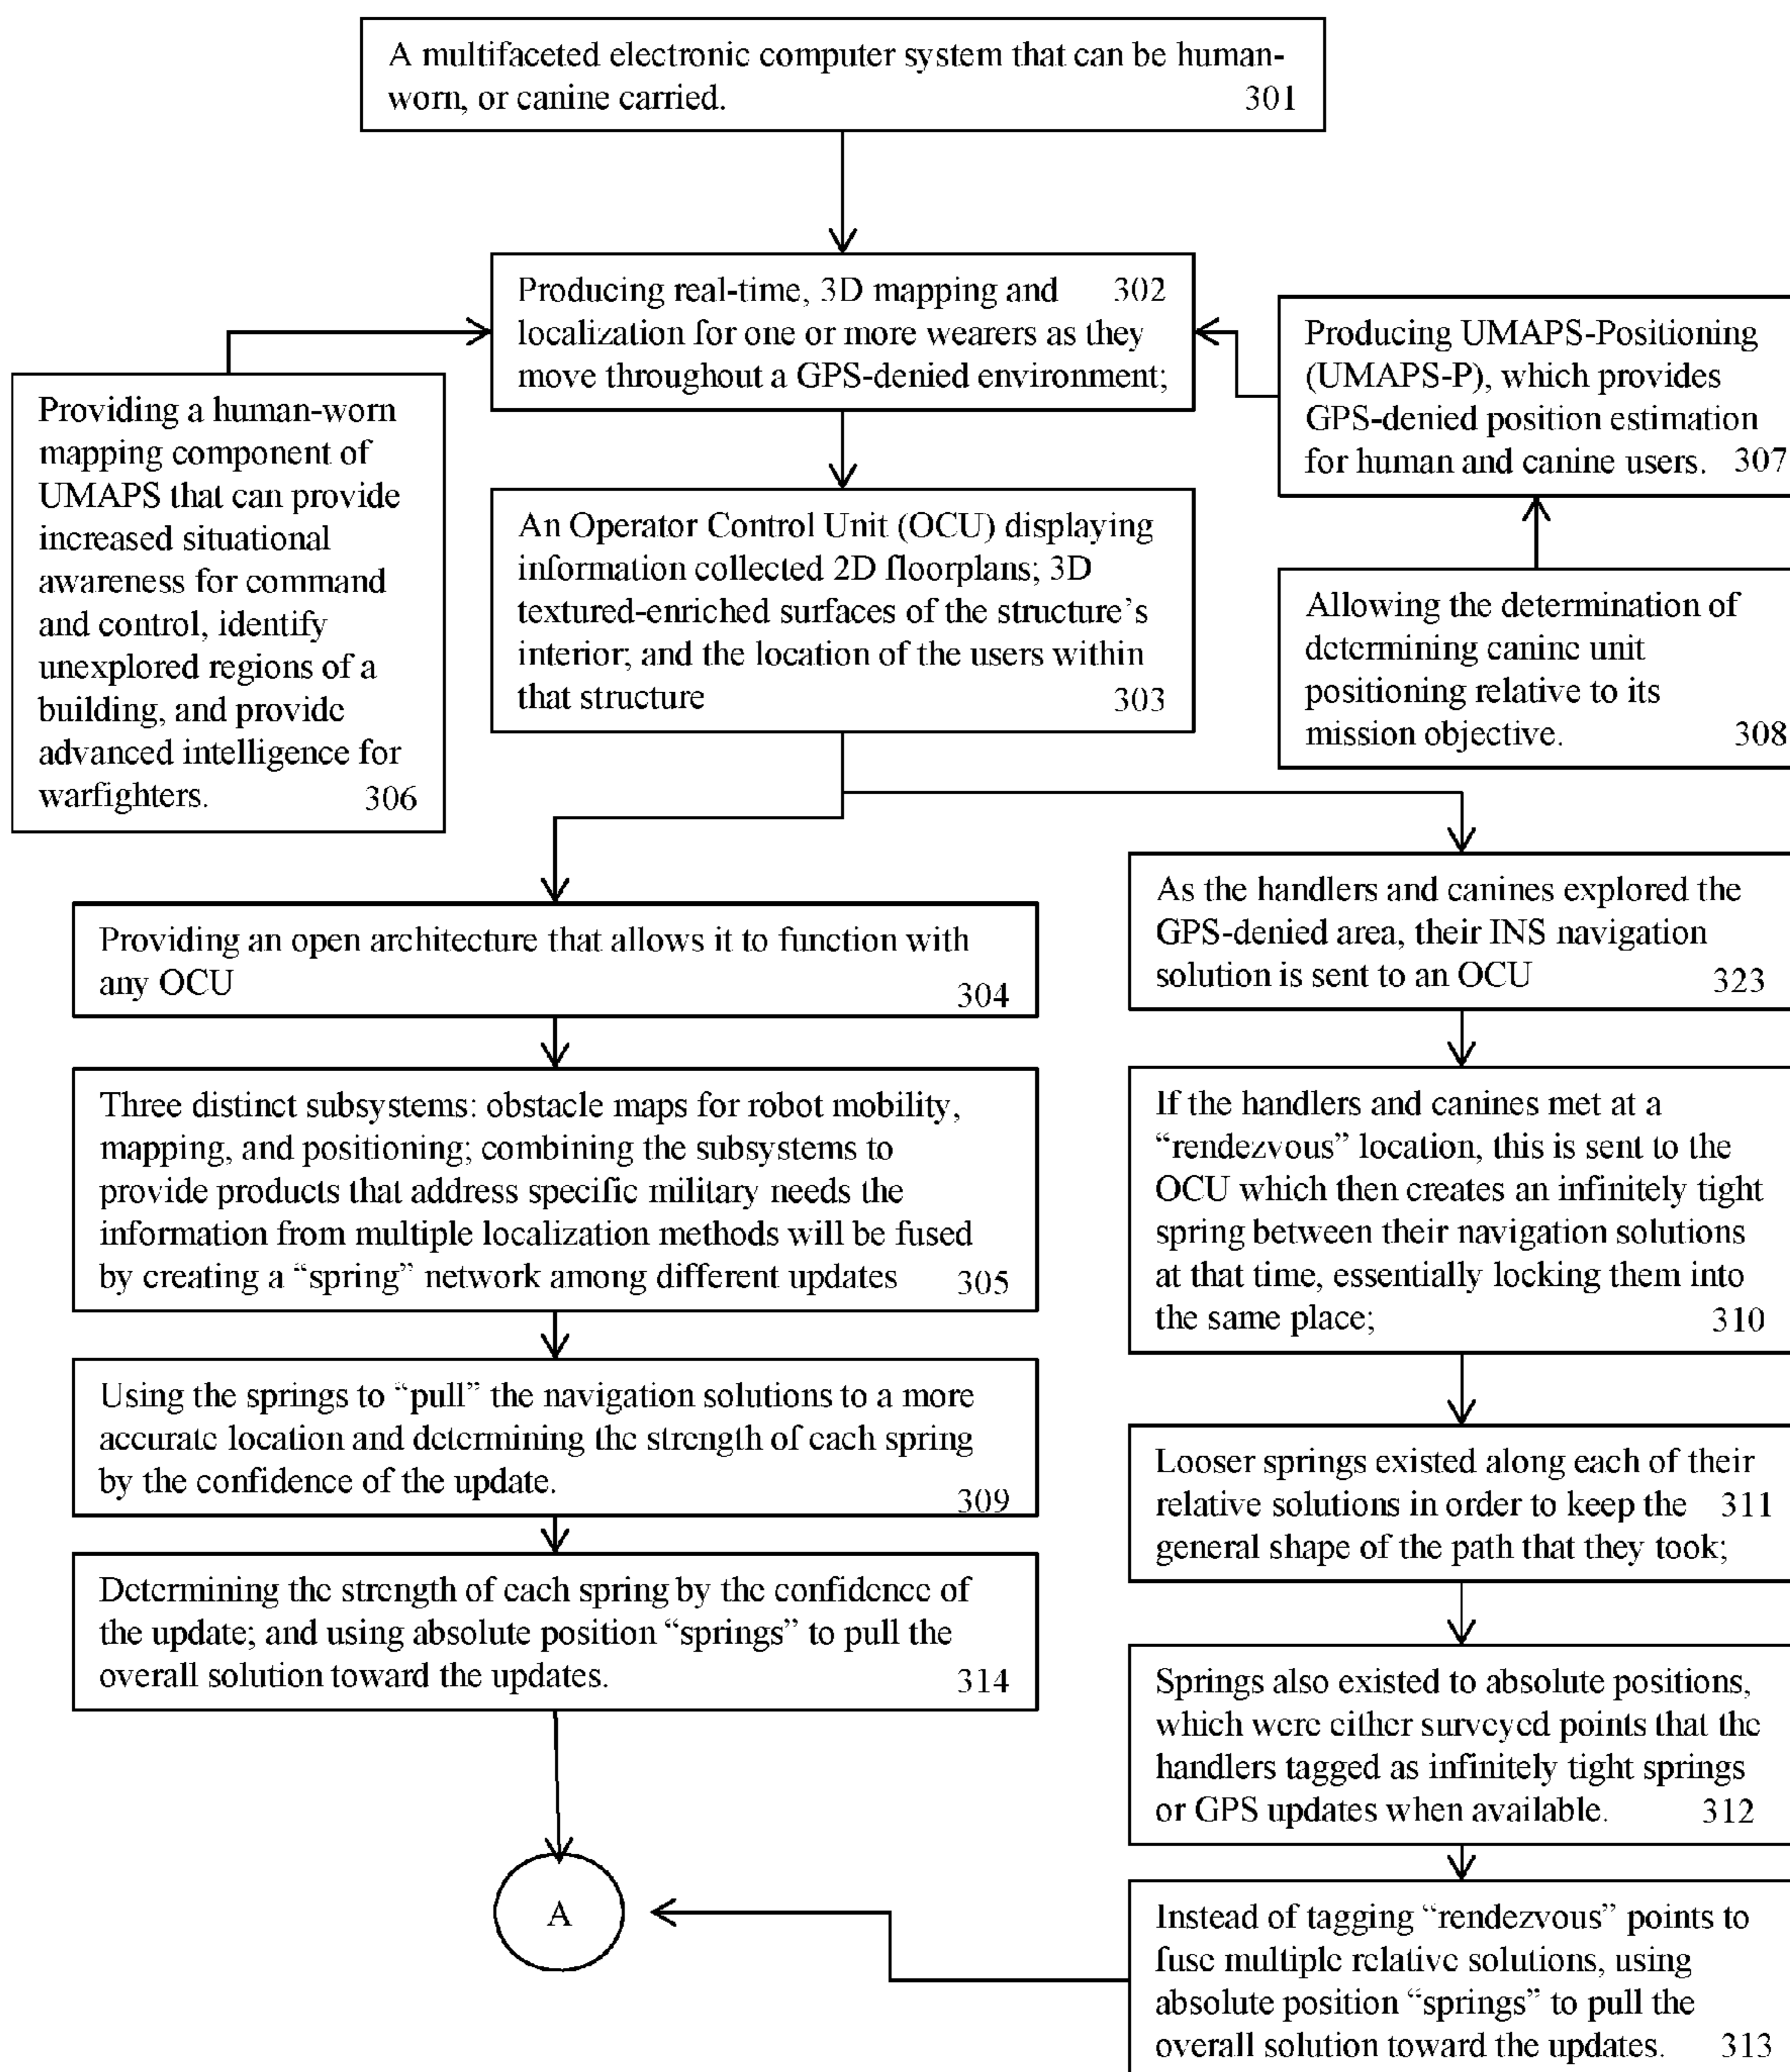 A multifaceted electronic computer system that can be human-
worn, or canine carried. 301
Producing real-time, 3D mapping and 302
localization for one or more wearers as they
move throughout a GPS-denied environment;
Producing UMAPS-Positioning
(UMAPS-P), which provides
GPS-denied position estimation
for human and canine users. 307
Providing a human-worn
mapping component of
UMAPS that can provide
increased situational
awareness for command
and control, identify
unexplored regions of a
building, and provide
advanced intelligence for
warfighters. 306
An Operator Control Unit (OCU) displaying
information collected 2D floorplans; 3D
textured-enriched surfaces of the structure's
interior; and the location of the users within
that structure 303
Allowing the determination of
determining canine unit
positioning relative to its
mission objective. 308
Providing an open architecture that allows it to function with
any OCU 304
Three distinct subsystems: obstacle maps for robot mobility,
mapping, and positioning; combining the subsystems to
provide products that address specific military needs the
information from multiple localization methods will be fused
by creating a “spring” network among different updates 305
Using the springs to “pull” the navigation solutions to a more
accurate location and determining the strength of each spring
by the confidence of the update. 309
Determining the strength of each spring by the confidence of
the update; and using absolute position “springs” to pull the
overall solution toward the updates. 314
A
As the handlers and canines explored the
GPS-denied area, their INS navigation
solution is sent to an OCU 323
If the handlers and canines met at a
“rendezvous” location, this is sent to the
OCU which then creates an infinitely tight
spring between their navigation solutions
at that time, essentially locking them into
the same place; 310
Looser springs existed along each of their
relative solutions in order to keep the 311
general shape of the path that they took;
Springs also existed to absolute positions,
which were either surveyed points that the
handlers tagged as infinitely tight springs
or GPS updates when available. 312
Instead of tagging “rendezvous” points to
fuse multiple relative solutions, using
absolute position “springs” to pull the
overall solution toward the updates. 313